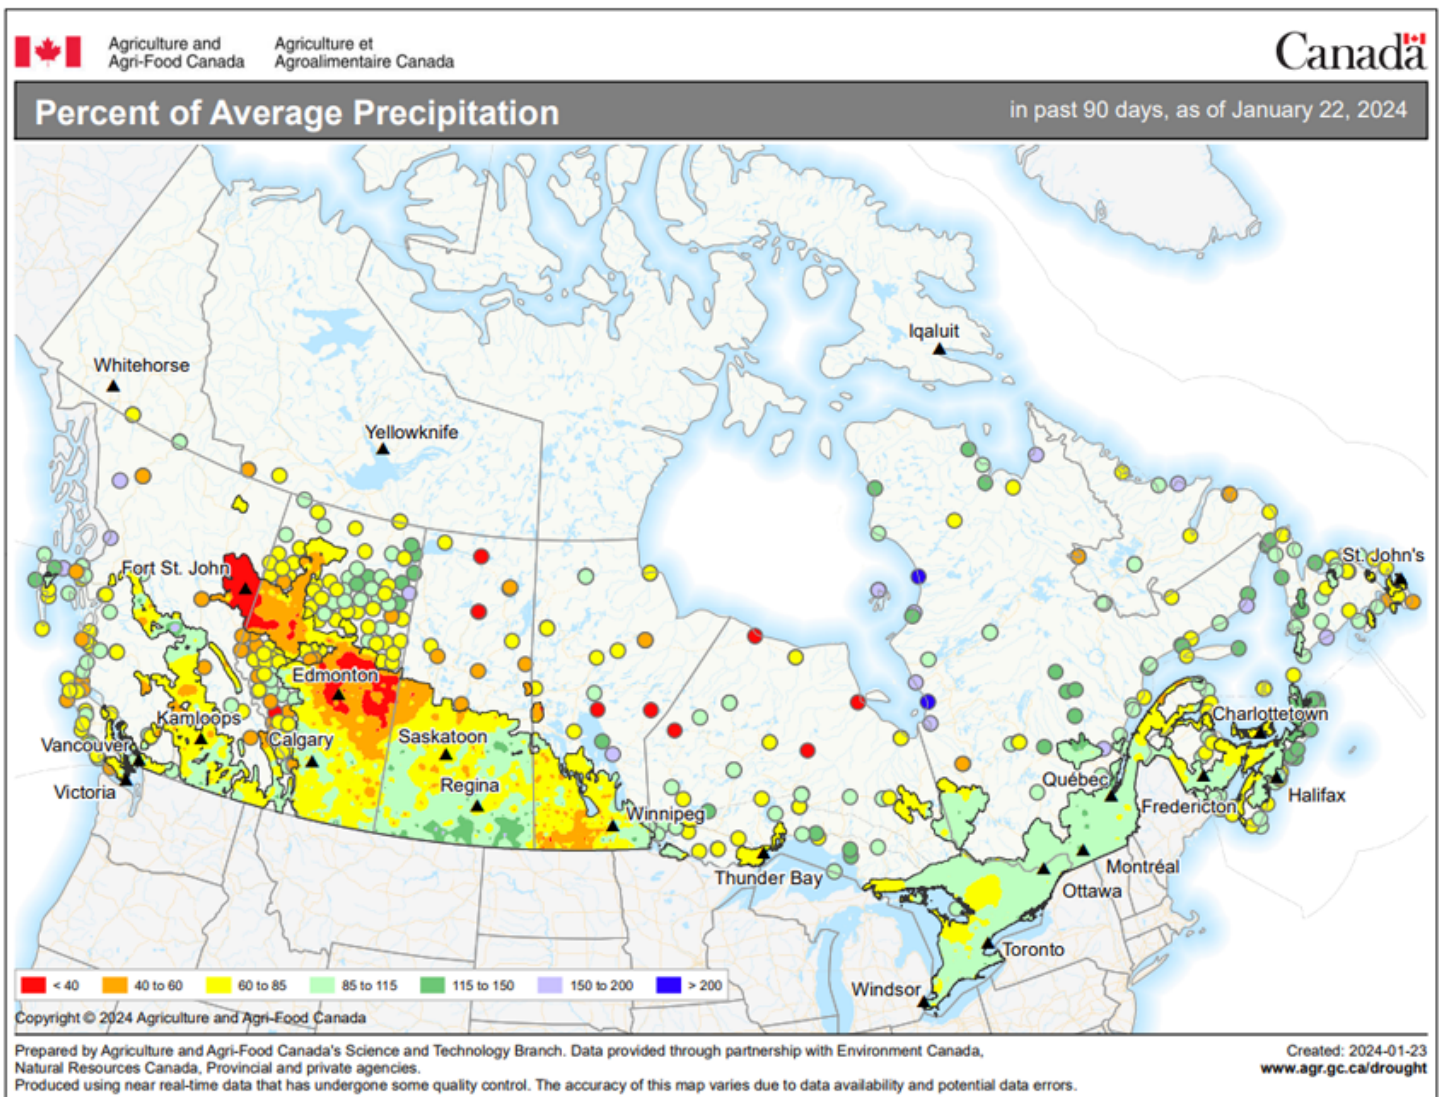 Agriculture and
Agri-Food Canada
Agriculture et
Agroalimentaire Canada
Canada
Percent of Average Precipitation
in past 90 days, as of January 22, 2024
Iqaluit
Whitehorse
Yellowknife
St. John's
Fort St. John
Edmonton
Charlottetown
Kamloops
Calgary
Saskatoon
Vancouver
Québec
Regina
Victoria
Halifax
Fredericton
Winnipeg
Montréal
Thunder Bay
Ottawa
Toronto
Windsor
< 40
40 to 60
60 to 85
85 to 115
115 to 150
150 to 200
> 200
Copyright © 2024 Agriculture and Agri-Food Canada
Prepared by Agriculture and Agri-Food Canada's Science and Technology Branch. Data provided through partnership with Environment Canada,
Natural Resources Canada, Provincial and private agencies.
Produced using near real-time data that has undergone some quality control. The accuracy of this map varies due to data availability and potential data errors.
Created: 2024-01-23
www.agr.gc.ca/drought